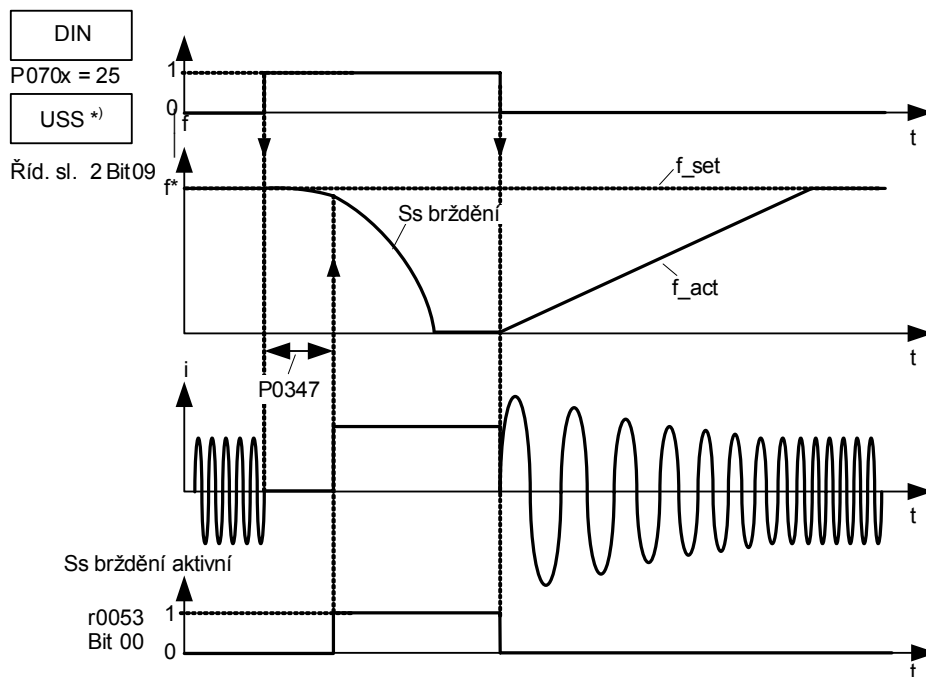 DIN
P070x = 25
1
0
f
t
USS *)
Říd. sl. 2 Bit09
f*
f_set
Ss brždění
f_act
t
P0347
i
t
Ss brždění aktivní
r0053
Bit 00
1
0
t